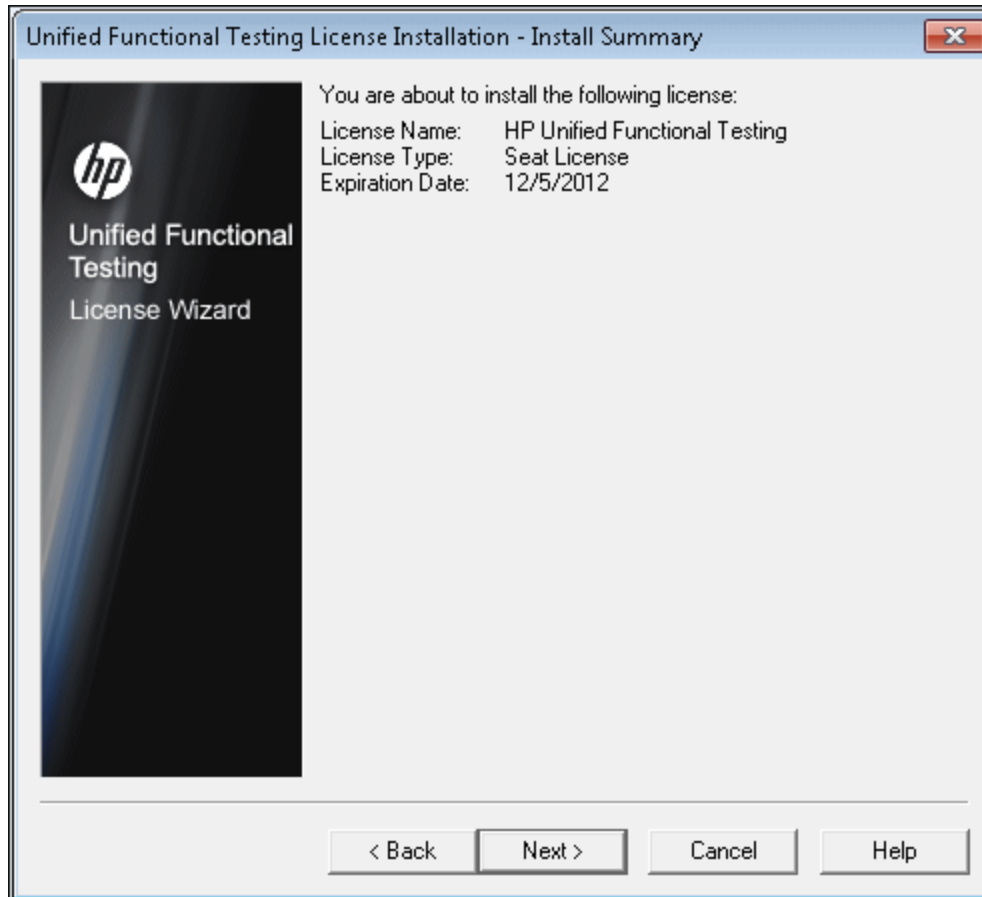 Unified Functional Testing License Installation - Install Summary
hp
Unified Functional
Testing
License Wizard
You are about to install the following license:
License Name: HP Unified Functional Testing
License Type: Seat License
Expiration Date: 12/5/2012
< Back Next > Cancel Help